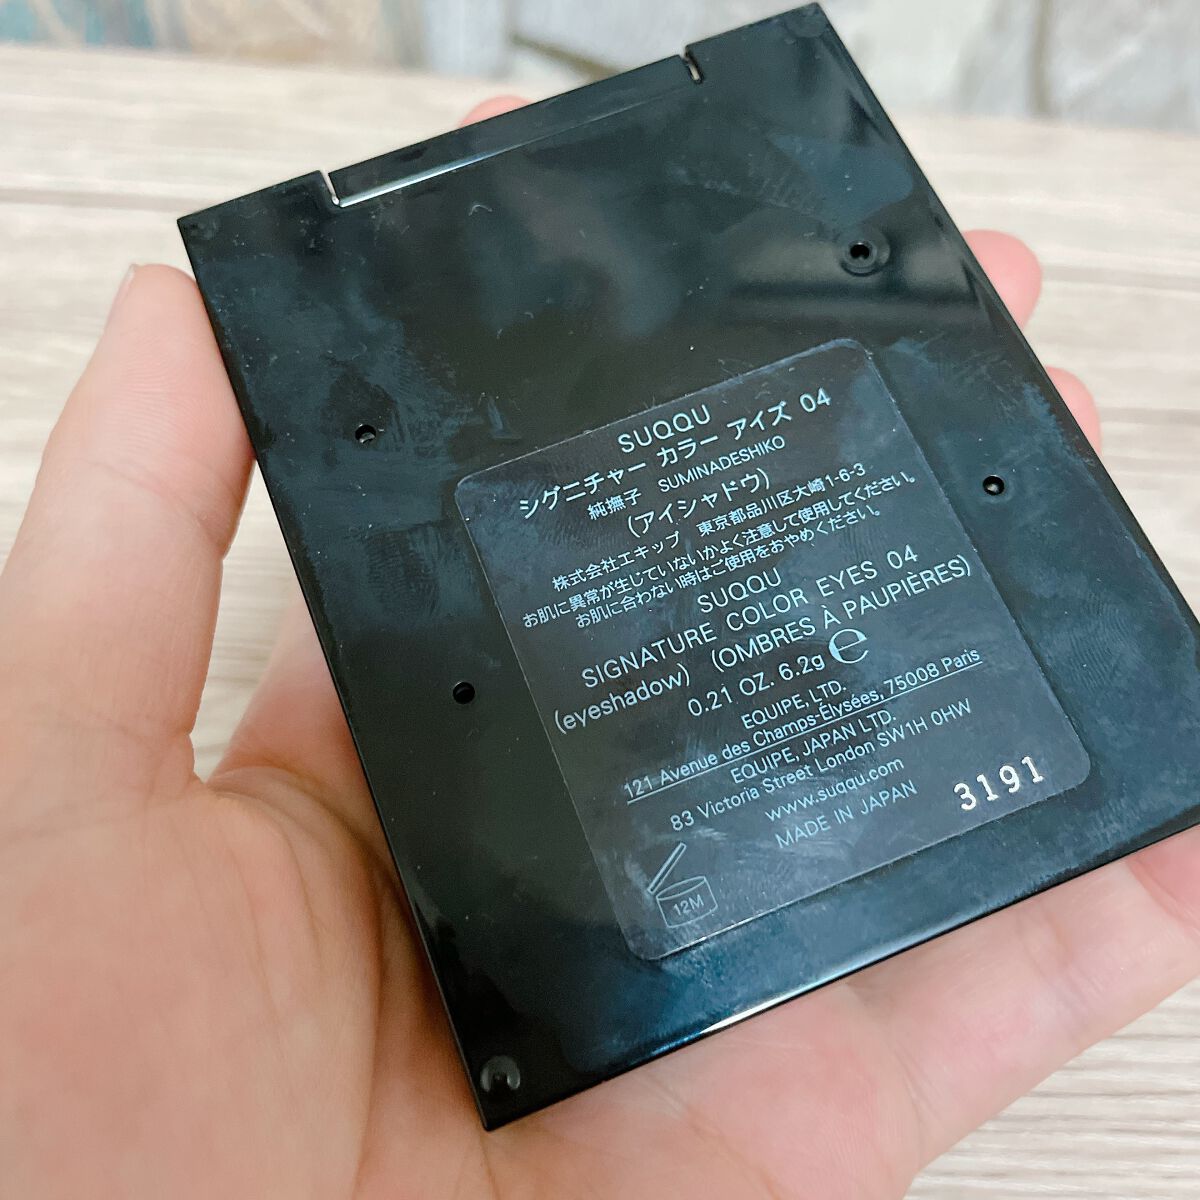 SUQQU
シグニチャー カラー アイズ 04
純撫子 SUMINADESHIKO
(アイシャドウ)
株式会社エキップ 東京都品川区大崎1-6-3
お肌に異常が生じていないかよく注意して使用してください。
お肌に合わない時はご使用をおやめください。
SUQQU
SIGNATURE COLOR EYES 04
(eyeshadow) (OMBRES À PAUPIÈRES)
0.21 OZ. 6.2g ℮
EQUIPE, LTD.
121 Avenue des Champs-Élysées, 75008 Paris
EQUIPE, JAPAN LTD.
83 Victoria Street London SW1H 0HW
www.suqqu.com
MADE IN JAPAN
3191
12M